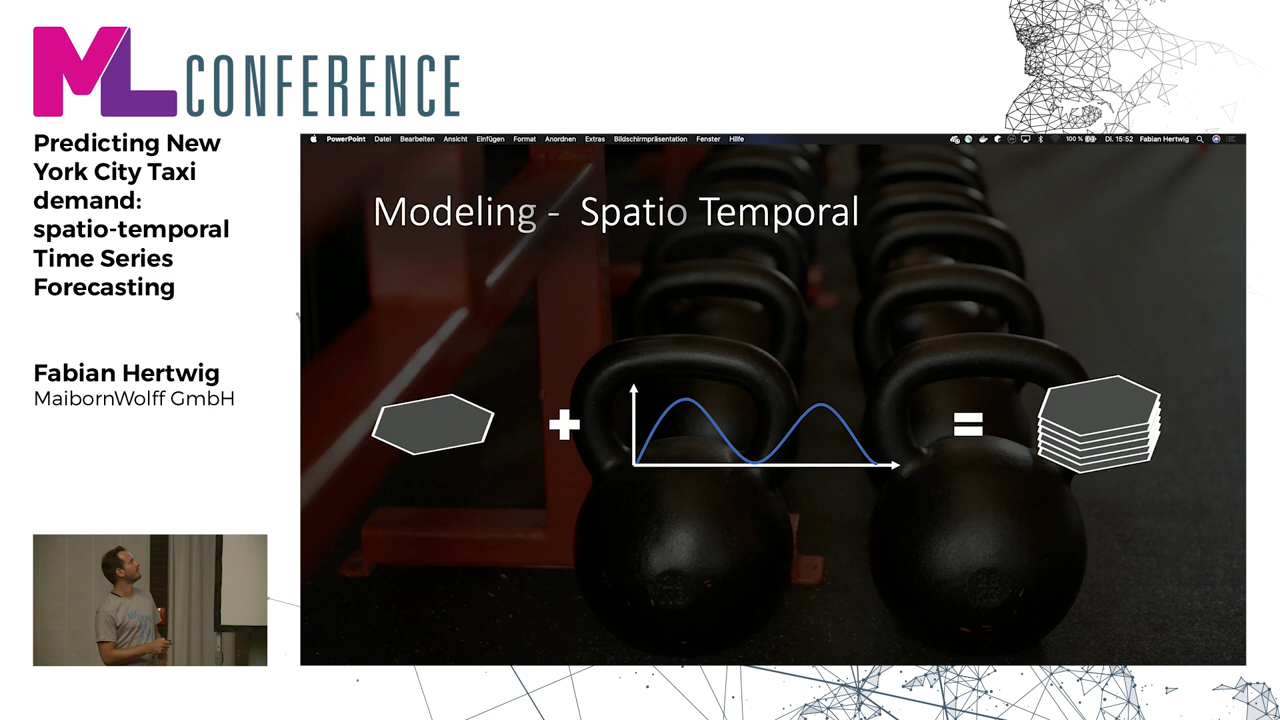 ML CONFERENCE
Predicting New
York City Taxi
demand:
spatio-temporal
Time Series
Forecasting
Fabian Hertwig
MaibornWolff GmbH
PowerPoint Datei Bearbeiten Ansicht Einfügen Format Anordnen Extras Bildschirmpräsentation Fenster Hilfe 100 % Di. 15:52 Fabian Hertwig
Modeling - Spatio Temporal